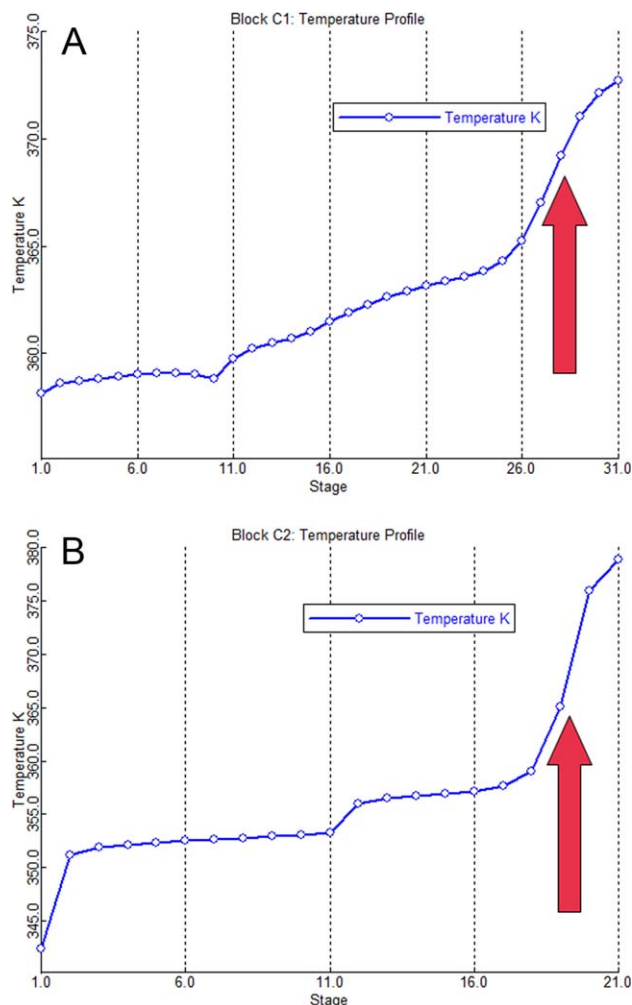 Block C1: Temperature Profile
A
375.0
370.0
365.0
360.0
Temperature K
Temperature K
1.0 6.0 11.0 16.0 21.0 26.0 31.0
Stage
Block C2: Temperature Profile
B
380.0
375.0
370.0
365.0
360.0
355.0
350.0
345.0
Temperature K
Temperature K
1.0 6.0 11.0 16.0 21.0
Stage